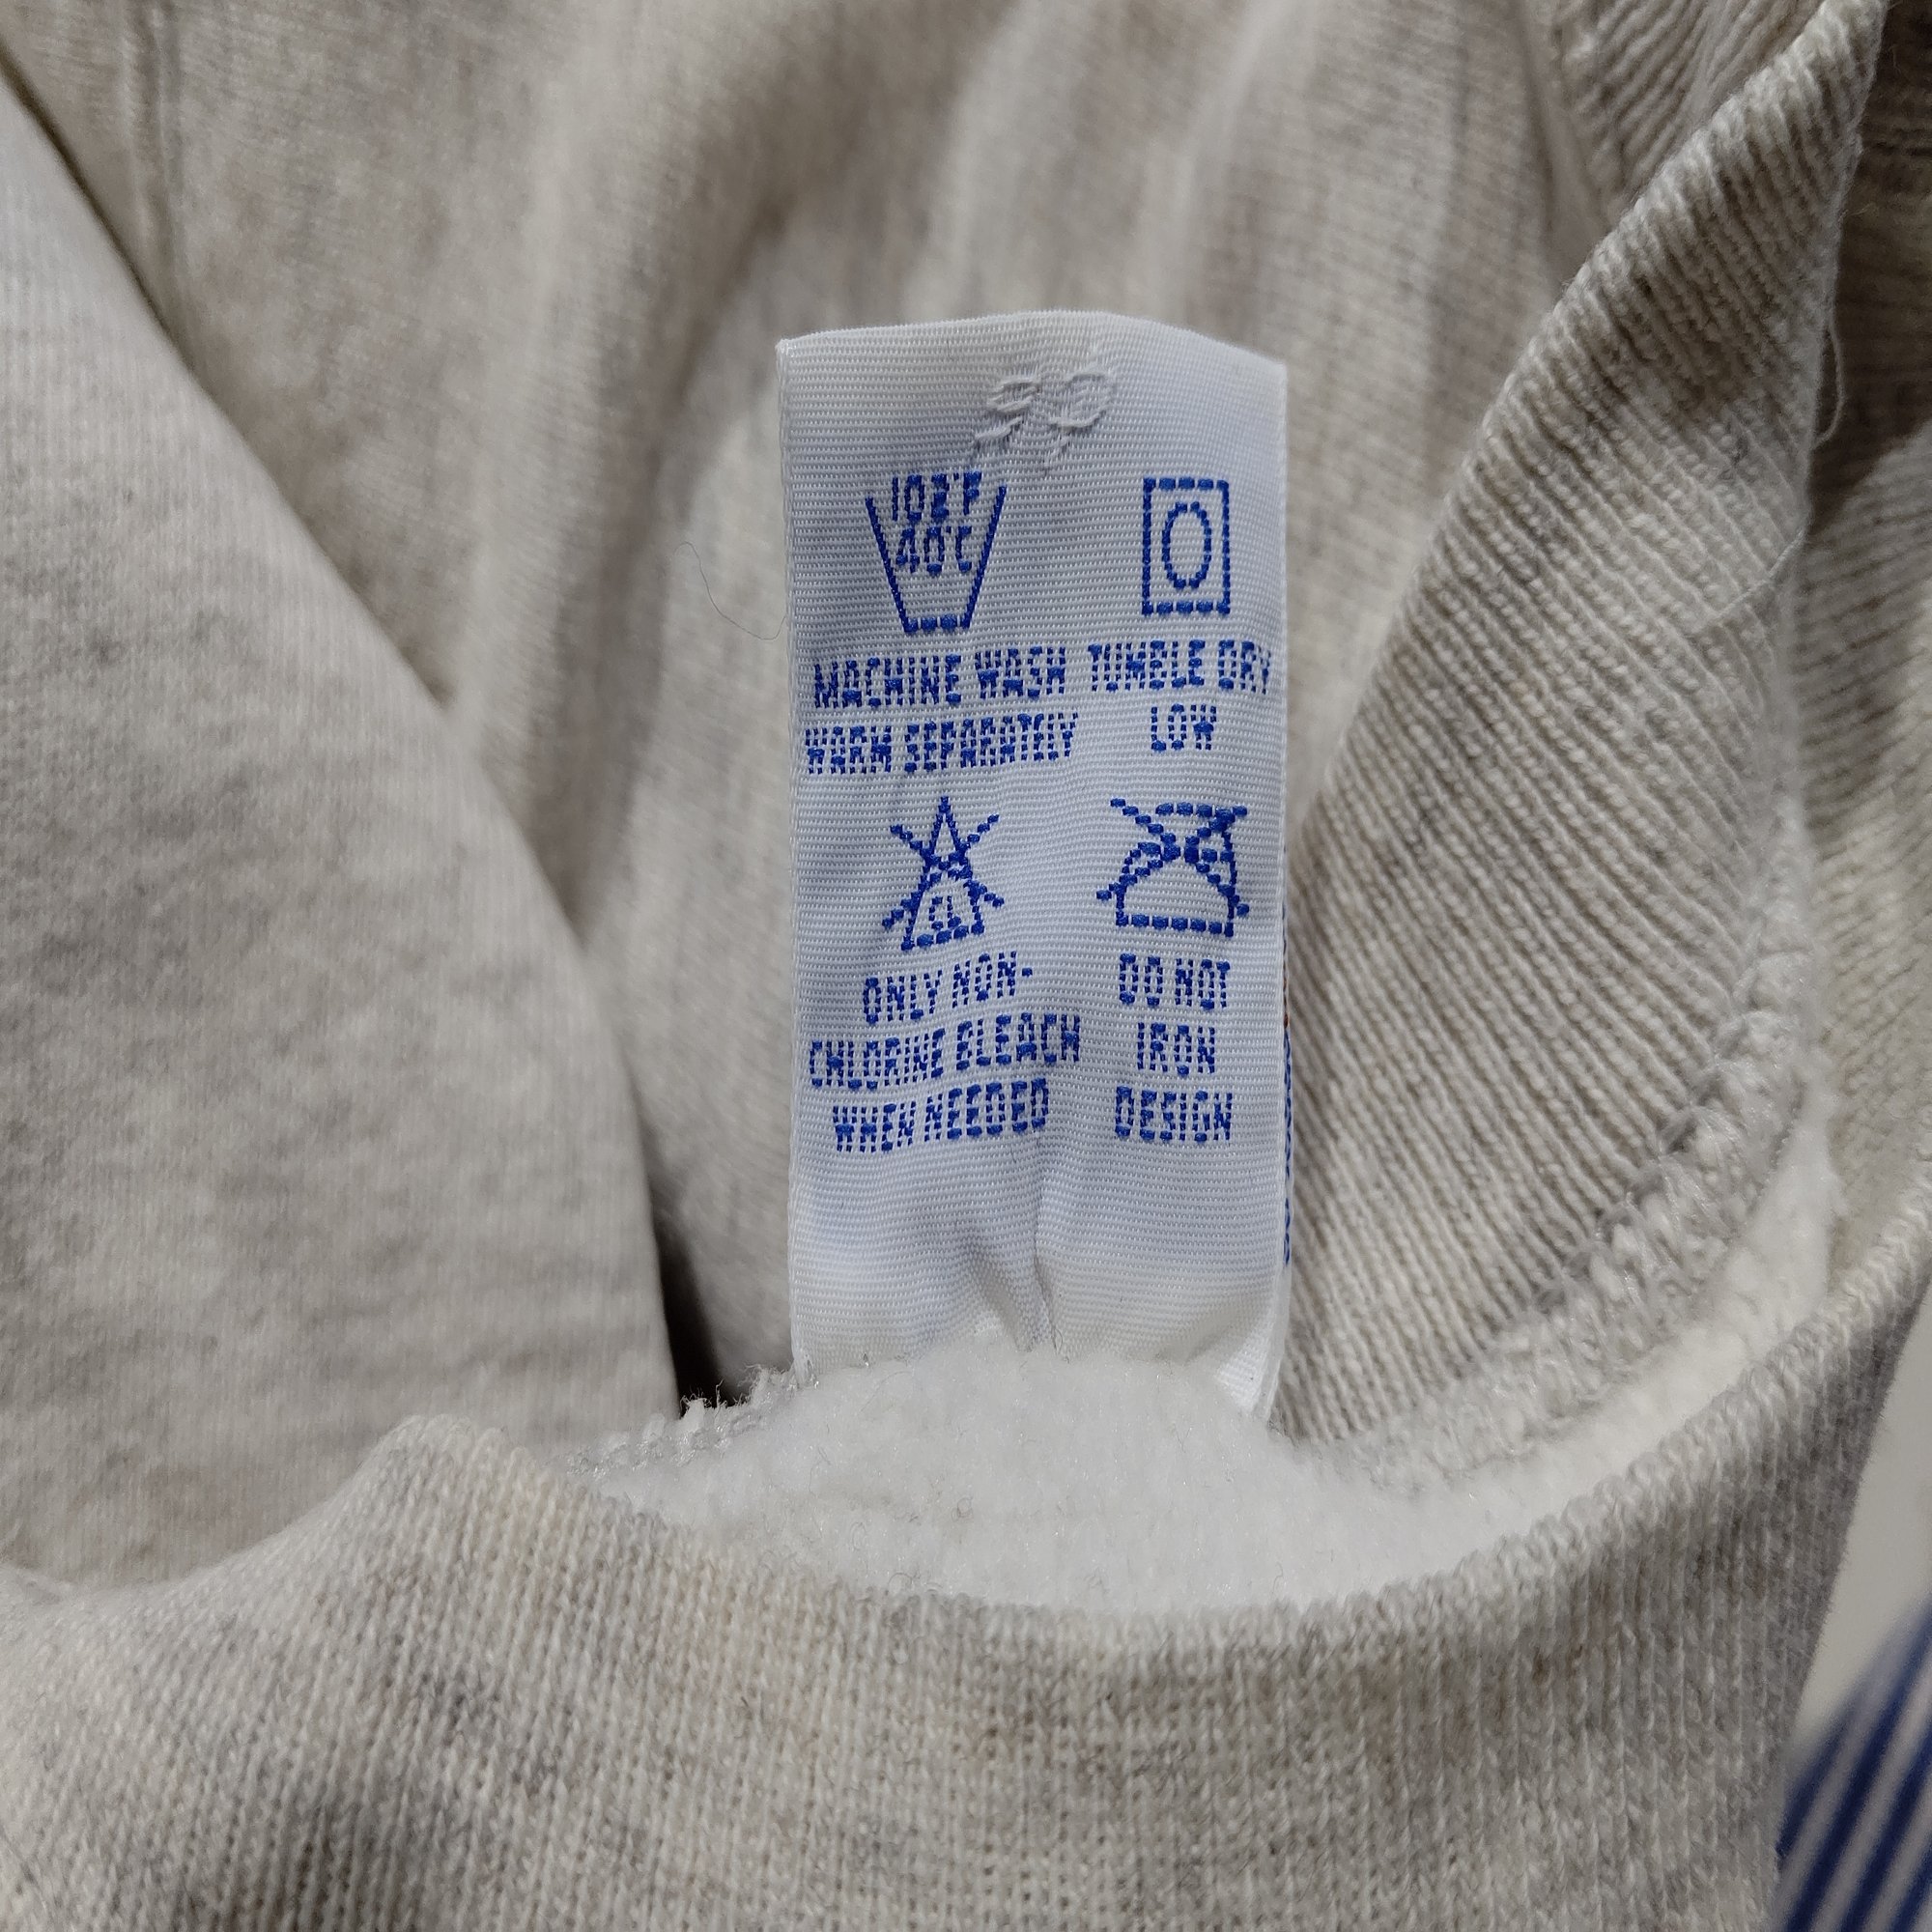 102°F
40°C
MACHINE WASH
WARM SEPARATELY
TUMBLE DRY
LOW
CL
ONLY NON-
CHLORINE BLEACH
WHEN NEEDED
DO NOT
IRON
DESIGN